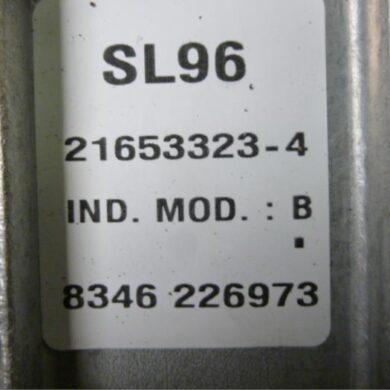 SL96
21653323-4
IND. MOD. : B
.
8346 226973